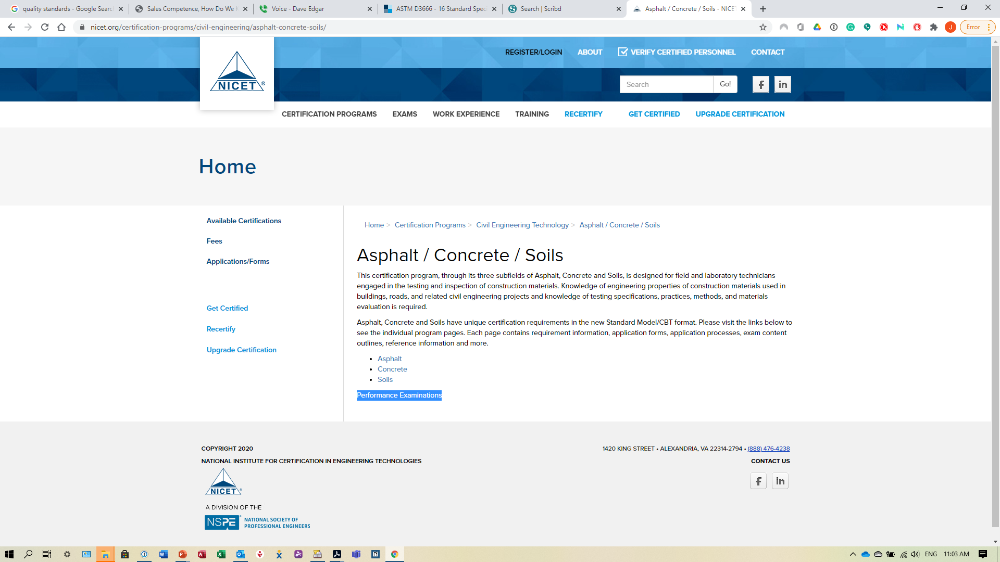 quality standards - Google Searc
Sales Competence, How Do We K
Voice - Dave Edgar
ASTM D3666 - 16 Standard Spec
Search | Scribd
Asphalt / Concrete / Soils - NICET
nicet.org/certification-programs/civil-engineering/asphalt-concrete-soils/
J
Error
REGISTER/LOGIN
ABOUT
VERIFY CERTIFIED PERSONNEL
CONTACT
NICET®
Search
Go!
f
in
CERTIFICATION PROGRAMS
EXAMS
WORK EXPERIENCE
TRAINING
RECERTIFY
GET CERTIFIED
UPGRADE CERTIFICATION
Home
Available Certifications
Fees
Applications/Forms
Get Certified
Recertify
Upgrade Certification
Home > Certification Programs > Civil Engineering Technology > Asphalt / Concrete / Soils
Asphalt / Concrete / Soils
This certification program, through its three subfields of Asphalt, Concrete and Soils, is designed for field and laboratory technicians
engaged in the testing and inspection of construction materials. Knowledge of engineering properties of construction materials used in
buildings, roads, and related civil engineering projects and knowledge of testing specifications, practices, methods, and materials
evaluation is required.
Asphalt, Concrete and Soils have unique certification requirements in the new Standard Model/CBT format. Please visit the links below to
see the individual program pages. Each page contains requirement information, application forms, application processes, exam content
outlines, reference information and more.
• Asphalt
• Concrete
• Soils
Performance Examinations
COPYRIGHT 2020
NATIONAL INSTITUTE FOR CERTIFICATION IN ENGINEERING TECHNOLOGIES
NICET®
A DIVISION OF THE
NSPE® NATIONAL SOCIETY OF
PROFESSIONAL ENGINEERS
1420 KING STREET • ALEXANDRIA, VA 22314-2794 • (888) 476-4238
CONTACT US
f
in
ENG
11:03 AM